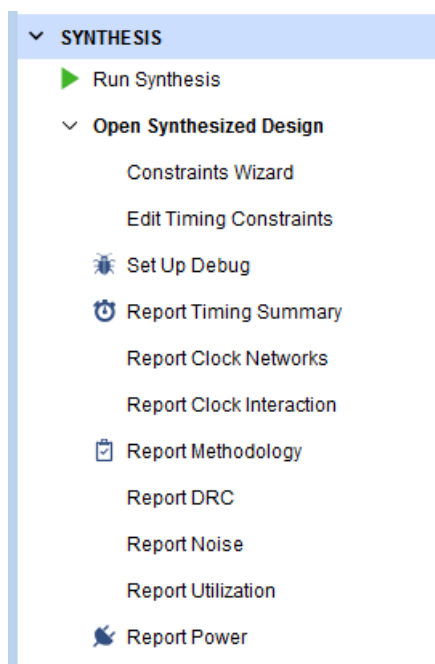 SYNTHESIS
Run Synthesis
Open Synthesized Design
Constraints Wizard
Edit Timing Constraints
Set Up Debug
Report Timing Summary
Report Clock Networks
Report Clock Interaction
Report Methodology
Report DRC
Report Noise
Report Utilization
Report Power